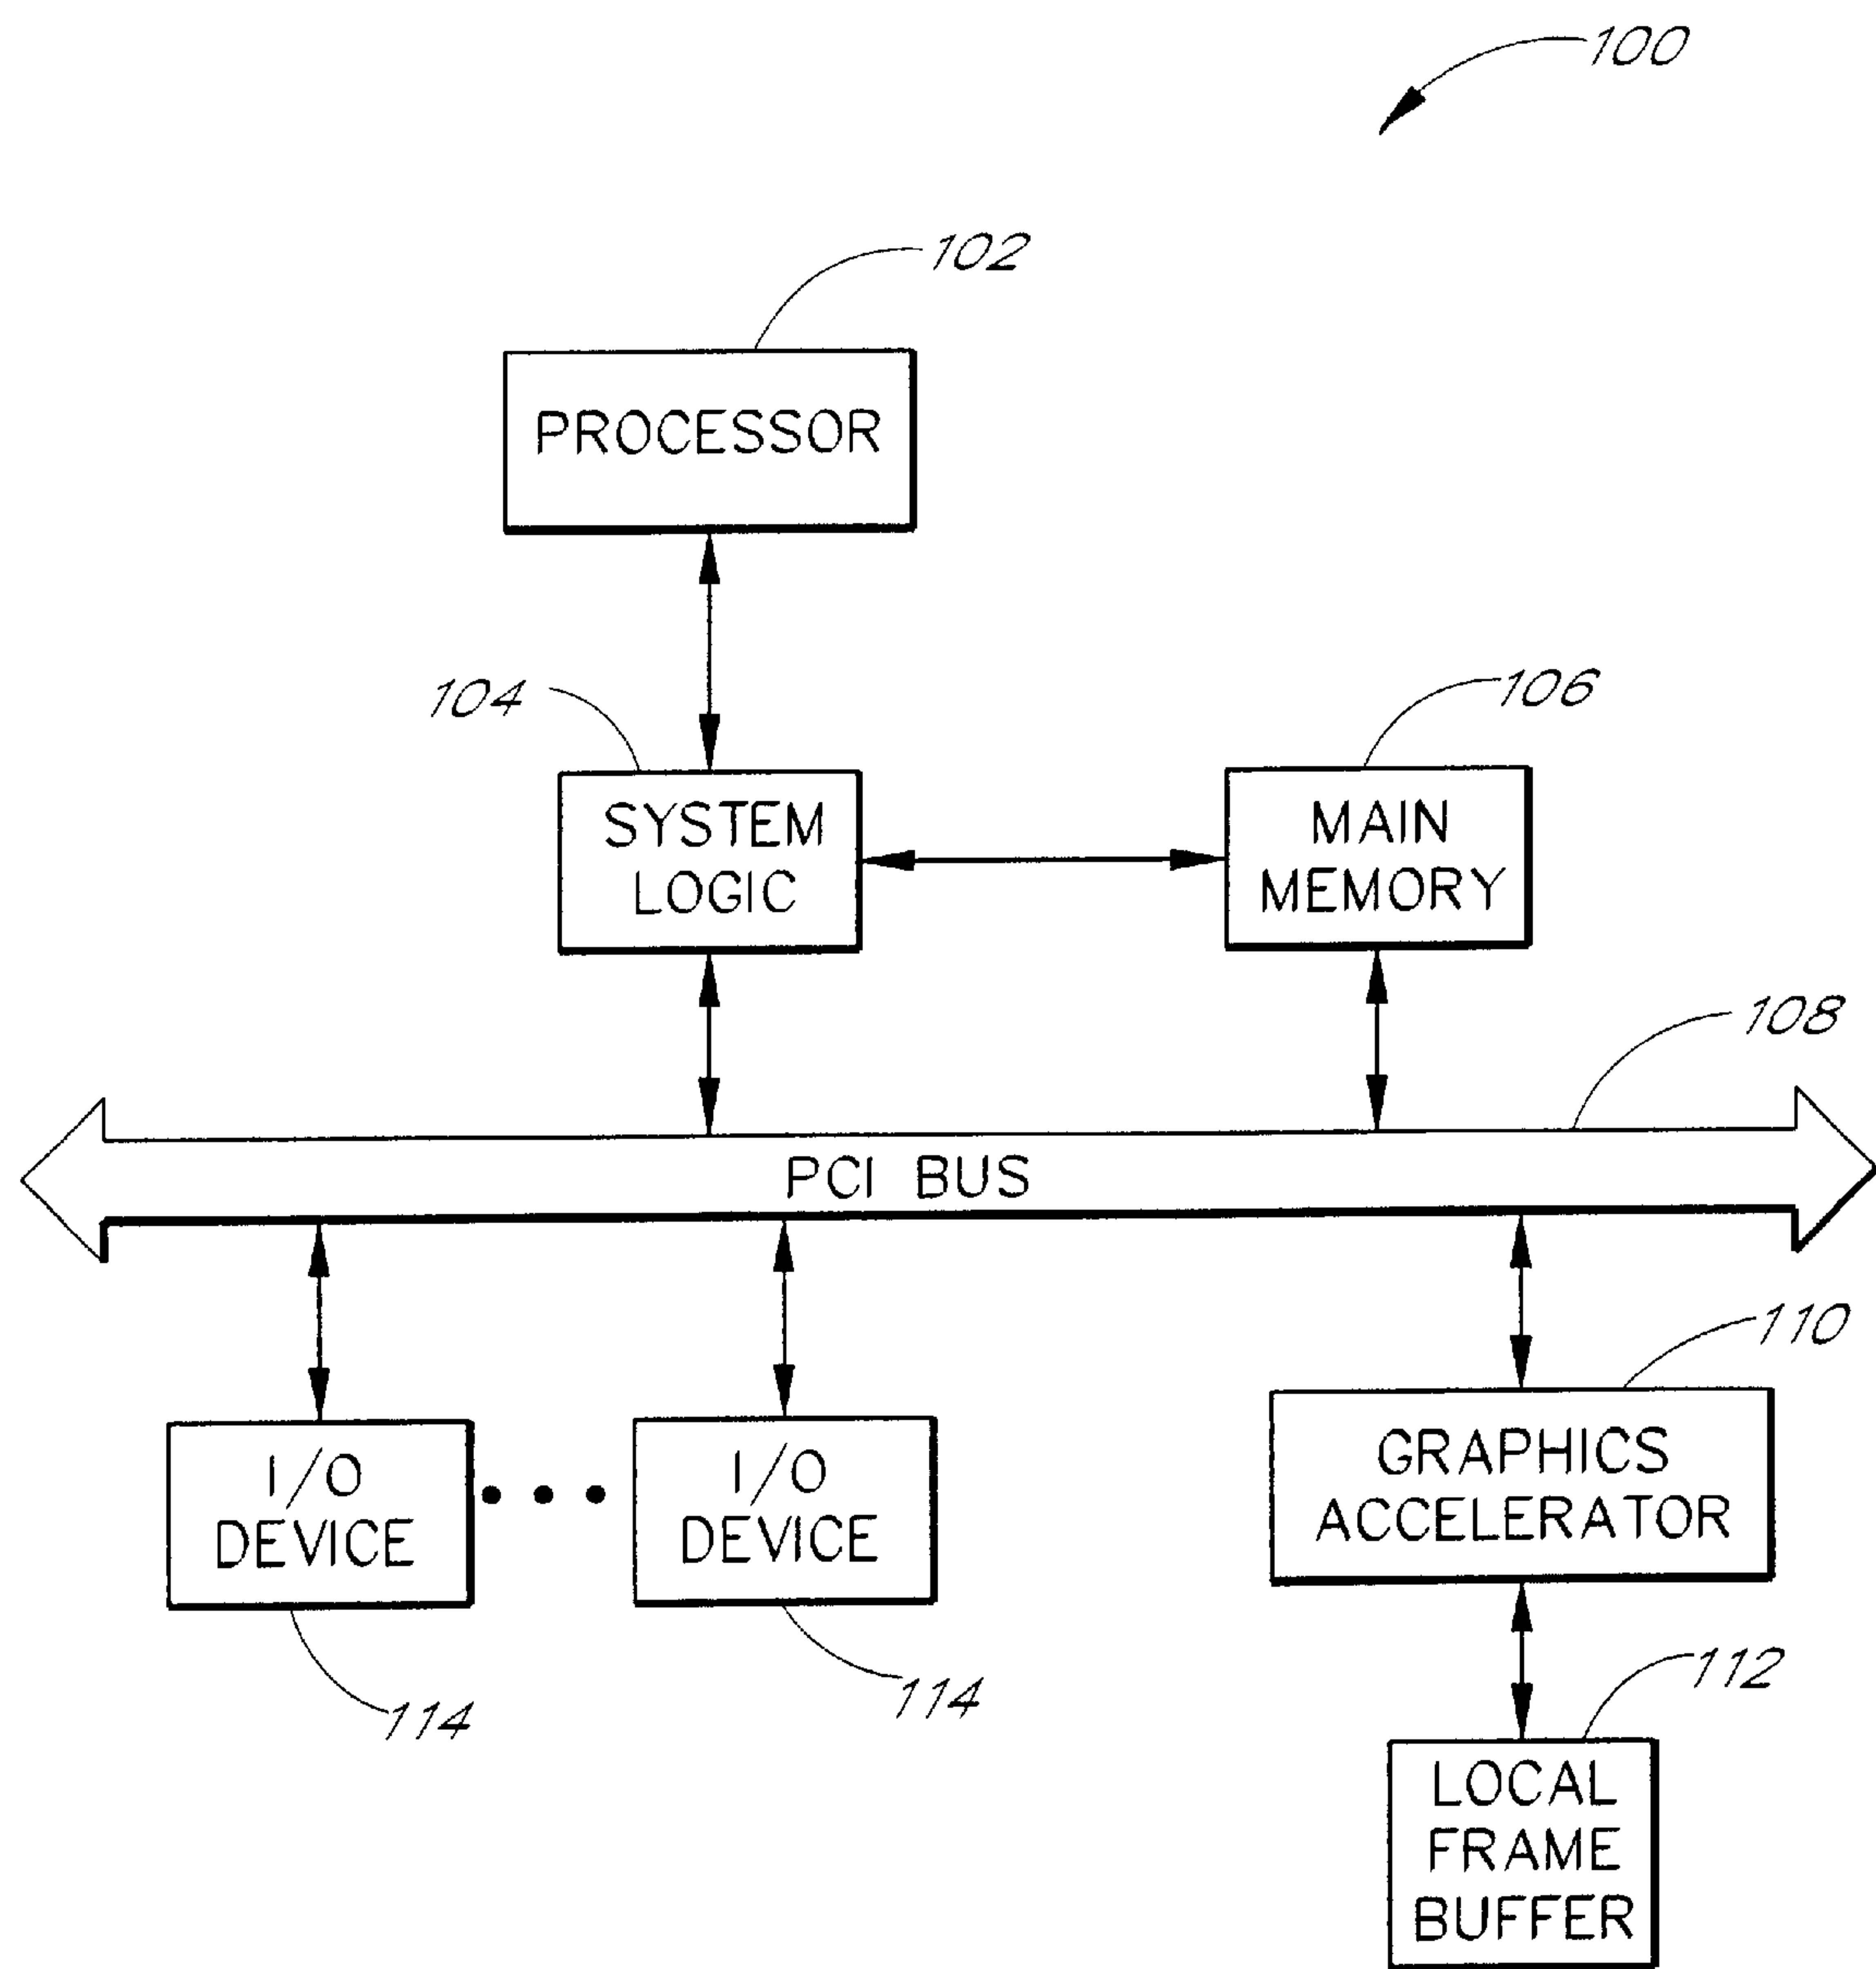 100
102
PROCESSOR
104
106
SYSTEM
LOGIC
MAIN
MEMORY
108
PCI BUS
110
I/O
DEVICE
I/O
DEVICE
GRAPHICS
ACCELERATOR
114
114
112
LOCAL
FRAME
BUFFER